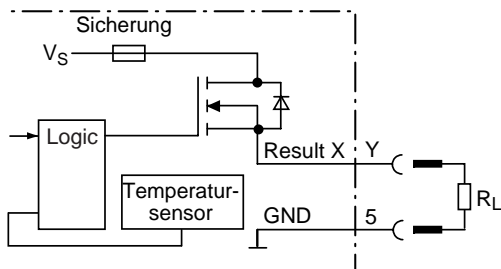 Sicherung
V_S
Logic
Result X Y
Temperatur-
sensor
GND 5
R_L